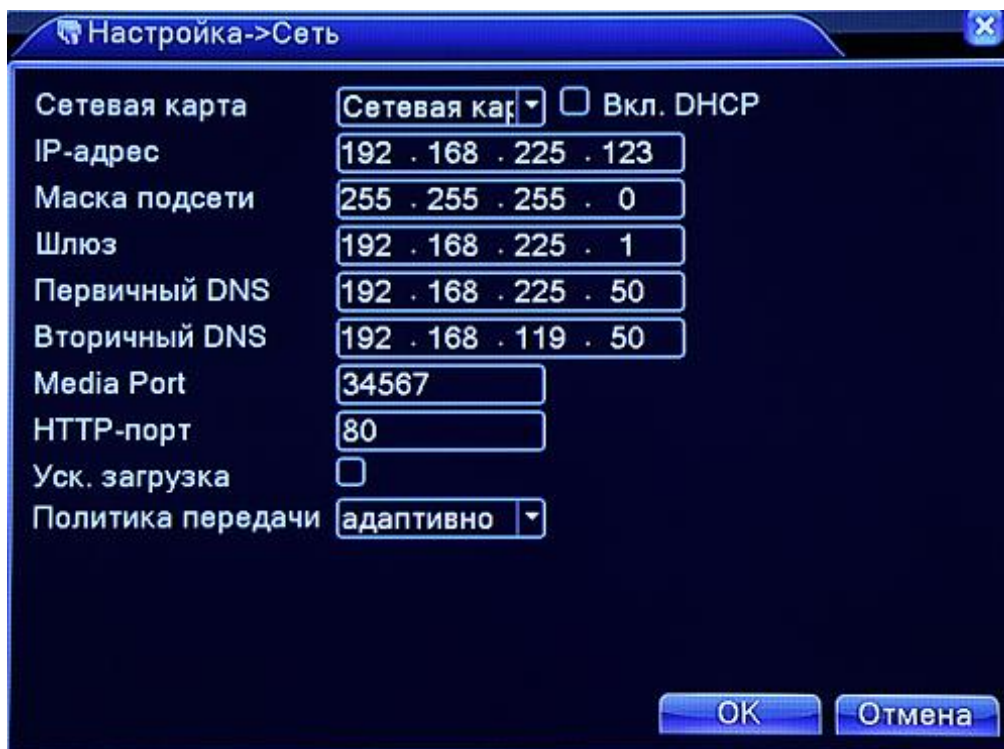 Настройка->Сеть
Сетевая карта Сетевая кар Вкл. DHCP
IP-адрес 192 . 168 . 225 . 123
Маска подсети 255 . 255 . 255 . 0
Шлюз 192 . 168 . 225 . 1
Первичный DNS 192 . 168 . 225 . 50
Вторичный DNS 192 . 168 . 119 . 50
Media Port 34567
HTTP-порт 80
Уск. загрузка
Политика передачи адаптивно
OK Отмена